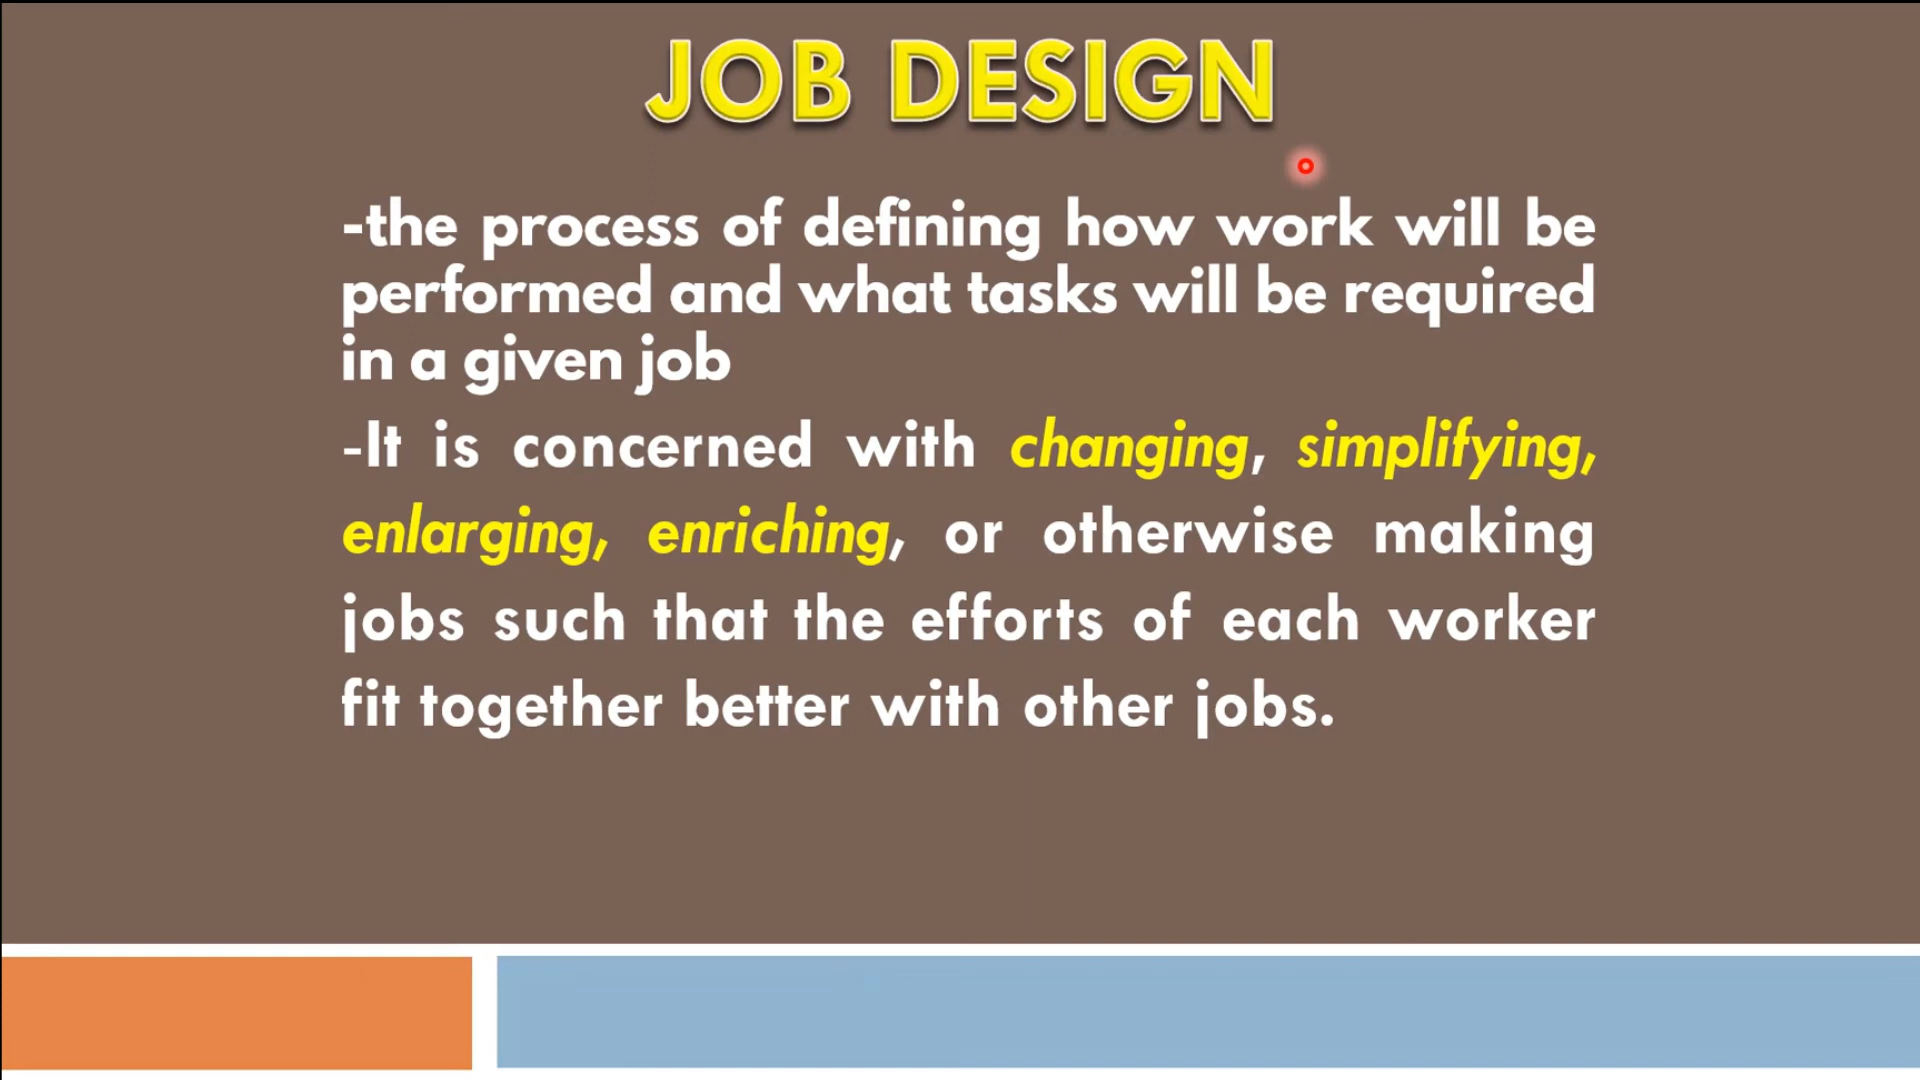 JOB DESIGN
-the process of defining how work will be
performed and what tasks will be required
in a given job
-It is concerned with changing, simplifying,
enlarging, enriching, or otherwise making
jobs such that the efforts of each worker
fit together better with other jobs.